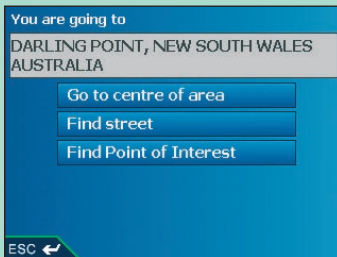 You are going to
DARLING POINT, NEW SOUTH WALES
AUSTRALIA
Go to centre of area
Find street
Find Point of Interest
ESC